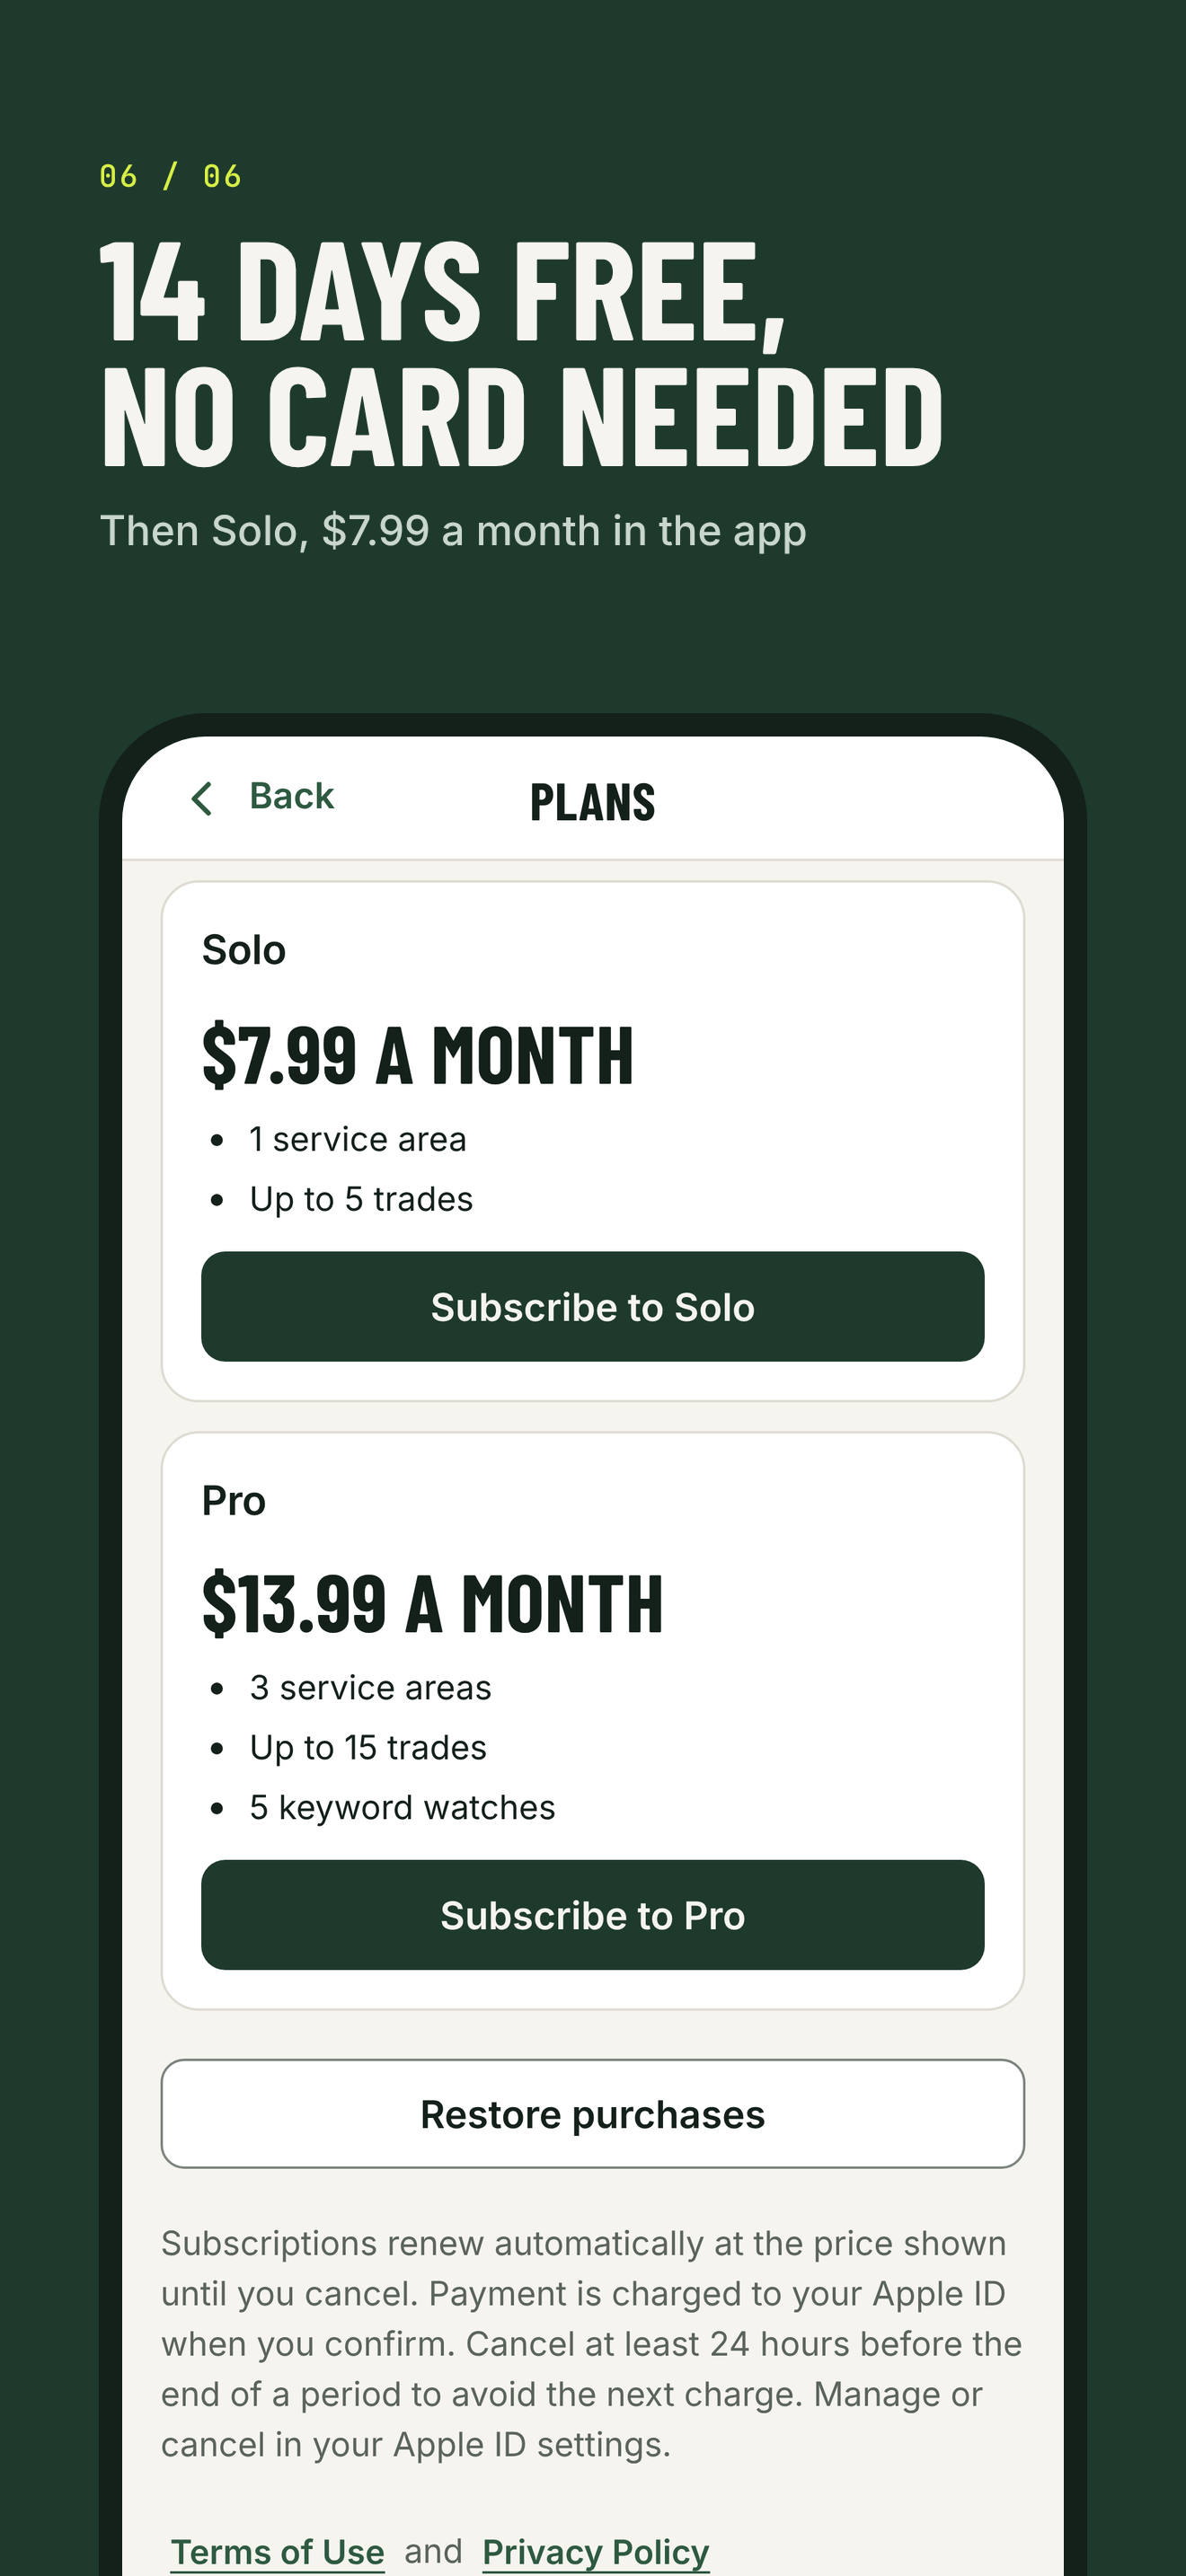 06 / 06
14 DAYS FREE,
NO CARD NEEDED
Then Solo, $7.99 a month in the app
Back
PLANS
Solo
$7.99 A MONTH
• 1 service area
• Up to 5 trades
Subscribe to Solo
Pro
$13.99 A MONTH
• 3 service areas
• Up to 15 trades
• 5 keyword watches
Subscribe to Pro
Restore purchases
Subscriptions renew automatically at the price shown
until you cancel. Payment is charged to your Apple ID
when you confirm. Cancel at least 24 hours before the
end of a period to avoid the next charge. Manage or
cancel in your Apple ID settings.
Terms of Use and Privacy Policy